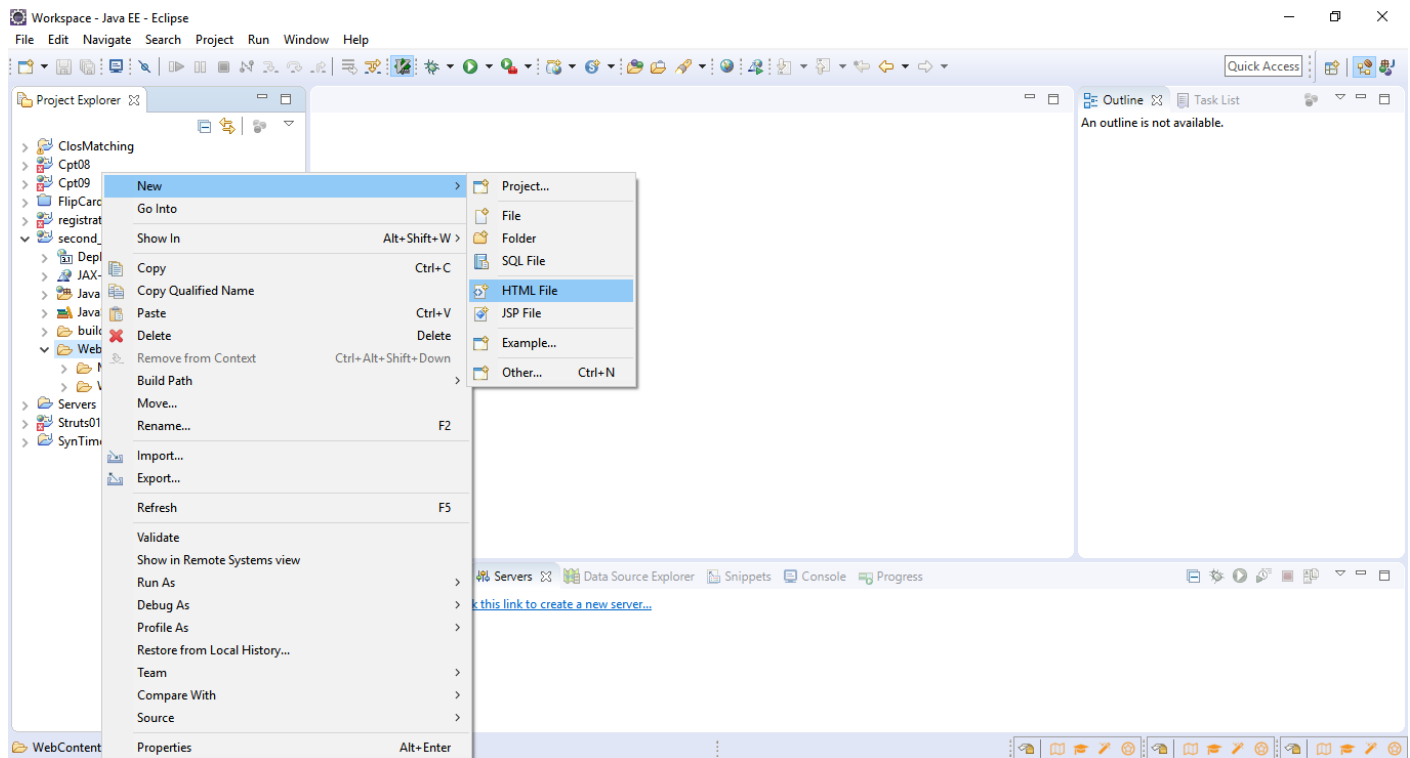 Workspace - Java EE - Eclipse
File Edit Navigate Search Project Run Window Help
Quick Access
Project Explorer
Outline Task List
An outline is not available.
ClosMatching
Cpt08
Cpt09
FlipCard
registrat
second_
Depl
JAX-
Java
Java
build
Web
Servers
Struts01
SynTime
New
Go Into
Show In Alt+Shift+W >
Copy Ctrl+C
Copy Qualified Name
Paste Ctrl+V
Delete Delete
Remove from Context Ctrl+Alt+Shift+Down
Build Path
Move...
Rename... F2
Import...
Export...
Refresh F5
Validate
Show in Remote Systems view
Run As
Debug As
Profile As
Restore from Local History...
Team
Compare With
Source
Properties Alt+Enter
Project...
File
Folder
SQL File
HTML File
JSP File
Example...
Other... Ctrl+N
Servers Data Source Explorer Snippets Console Progress
k this link to create a new server...
WebContent